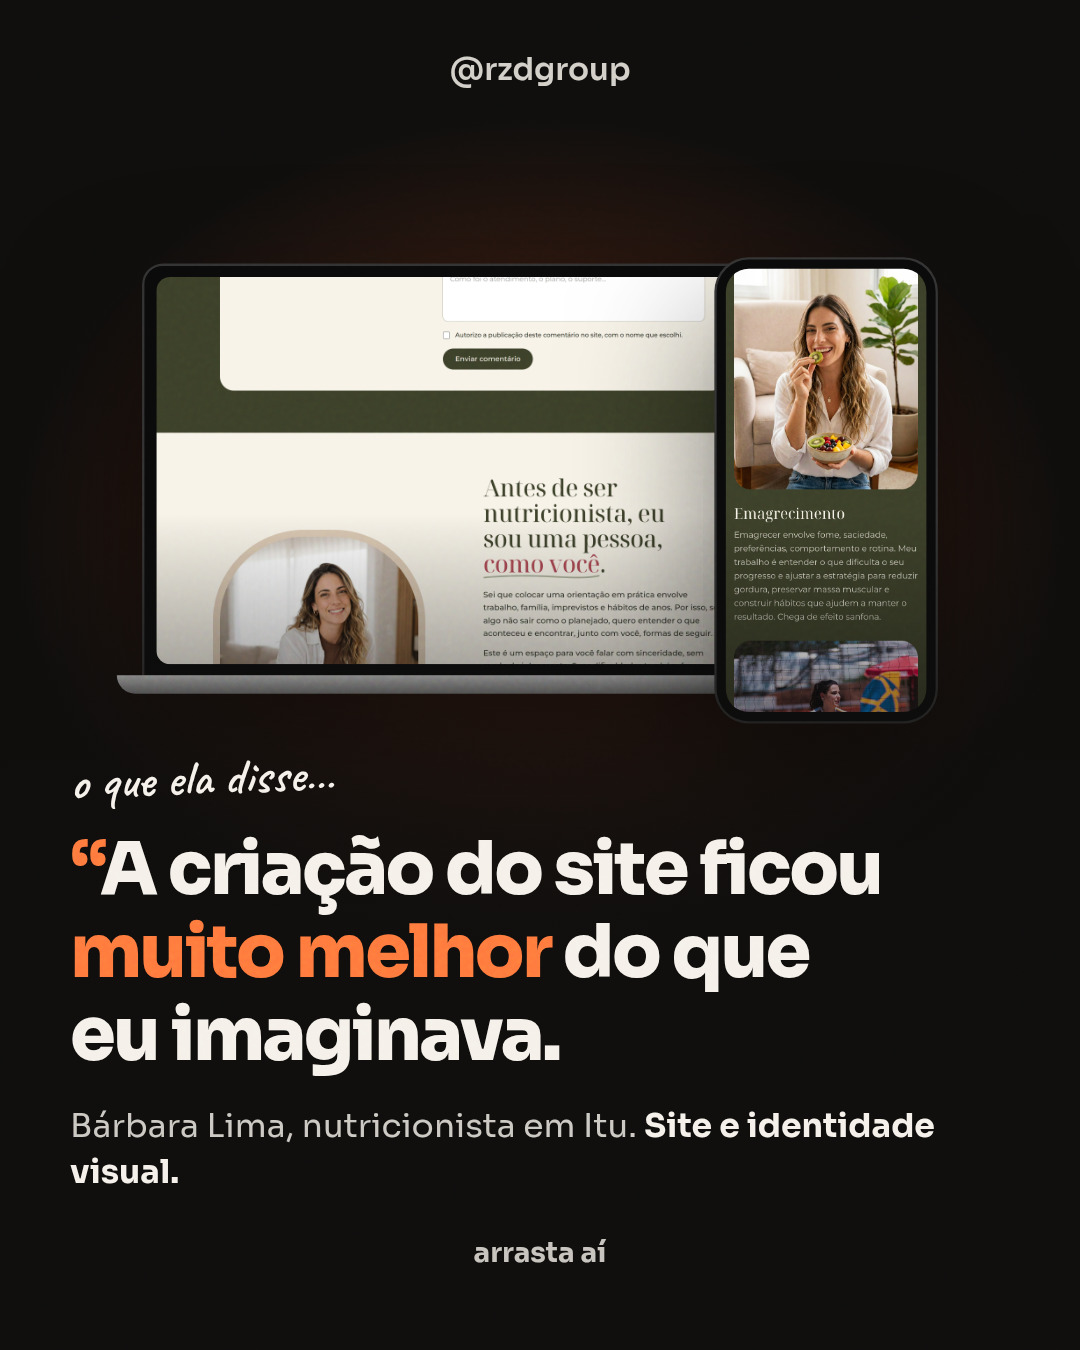 @rzdgroup
Como foi o atendimento, o plano, o suporte...
Autorizo a publicação deste comentário no site, com o nome que escolhi.
Enviar comentário
Antes de ser
nutricionista, eu
sou uma pessoa,
como você.
Sei que colocar uma orientação em prática envolve
trabalho, família, imprevistos e hábitos de anos. Por isso,
algo não sair como o planejado, quero entender o que
aconteceu e encontrar, junto com você, formas de seguir.
Este é um espaço para você falar com sinceridade, sem
Emagrecimento
Emagrecer envolve fome, saciedade,
preferências, comportamento e rotina. Meu
trabalho é entender o que dificulta o seu
progresso e ajustar a estratégia para reduzir
gordura, preservar massa muscular e
construir hábitos que ajudem a manter o
resultado. Chega de efeito sanfona.
o que ela disse...
“A criação do site ficou
muito melhor do que
eu imaginava.
Bárbara Lima, nutricionista em Itu. Site e identidade
visual.
arrasta aí